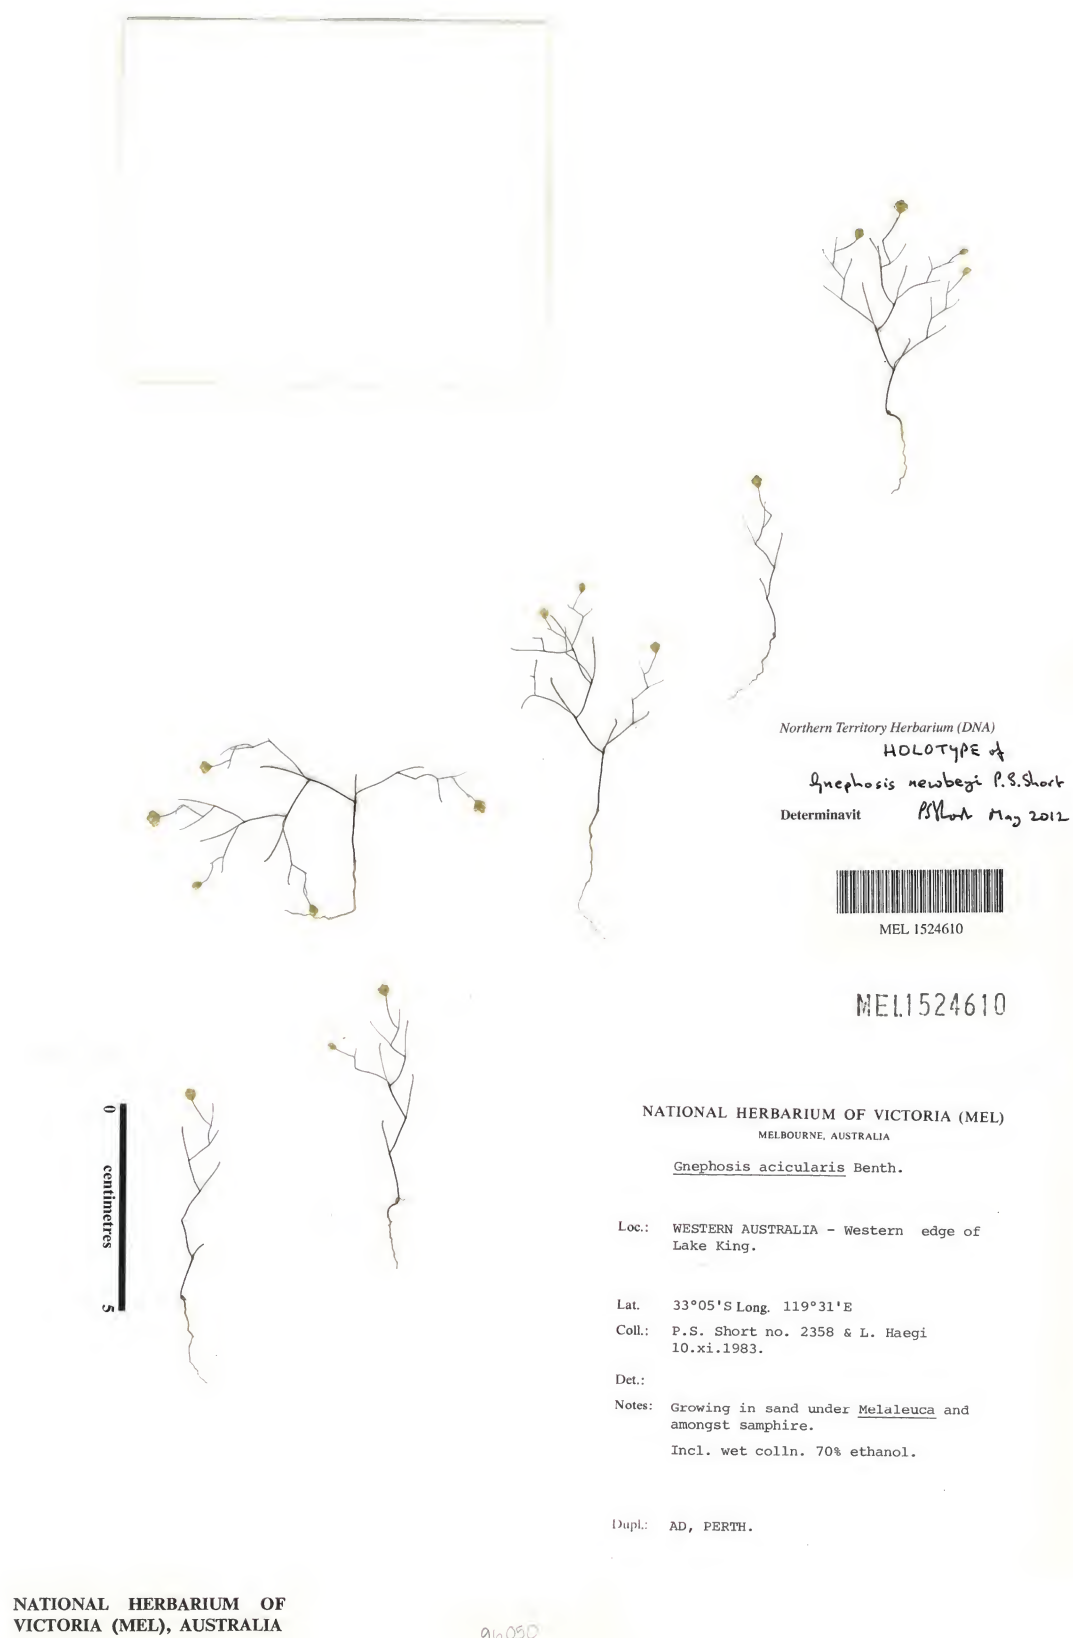 Northern Territory Herbarium (DNA)
HOLOTYPE of
Gnephosis newbeyi P.S.Short
Determinavit PSShort May 2012
MEL 1524610
MEL1524610
NATIONAL HERBARIUM OF VICTORIA (MEL)
MELBOURNE, AUSTRALIA
Gnephosis acicularis Benth.
Loc.: WESTERN AUSTRALIA - Western edge of
Lake King.
Lat. 33°05'S Long. 119°31'E
Coll.: P.S. Short no. 2358 & L. Haegi
10.xi.1983.
Det.:
Notes: Growing in sand under Melaleuca and
amongst samphire.
Incl. wet colln. 70% ethanol.
Dupl.: AD, PERTH.
0
centimetres
5
NATIONAL HERBARIUM OF
VICTORIA (MEL), AUSTRALIA